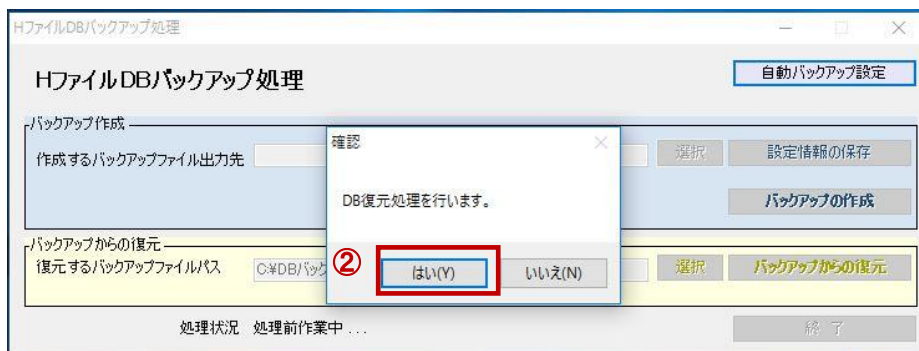 HファイルDBバックアップ処理
HファイルDBバックアップ処理
自動バックアップ設定
バックアップ作成
作成するバックアップファイル出力先
選択
設定情報の保存
バックアップの作成
確認
DB復元処理を行います。
②
はい(Y)
いいえ(N)
バックアップからの復元
復元するバックアップファイルパス
C:¥DBバック
選択
バックアップからの復元
処理状況 処理前作業中 ...
終 了